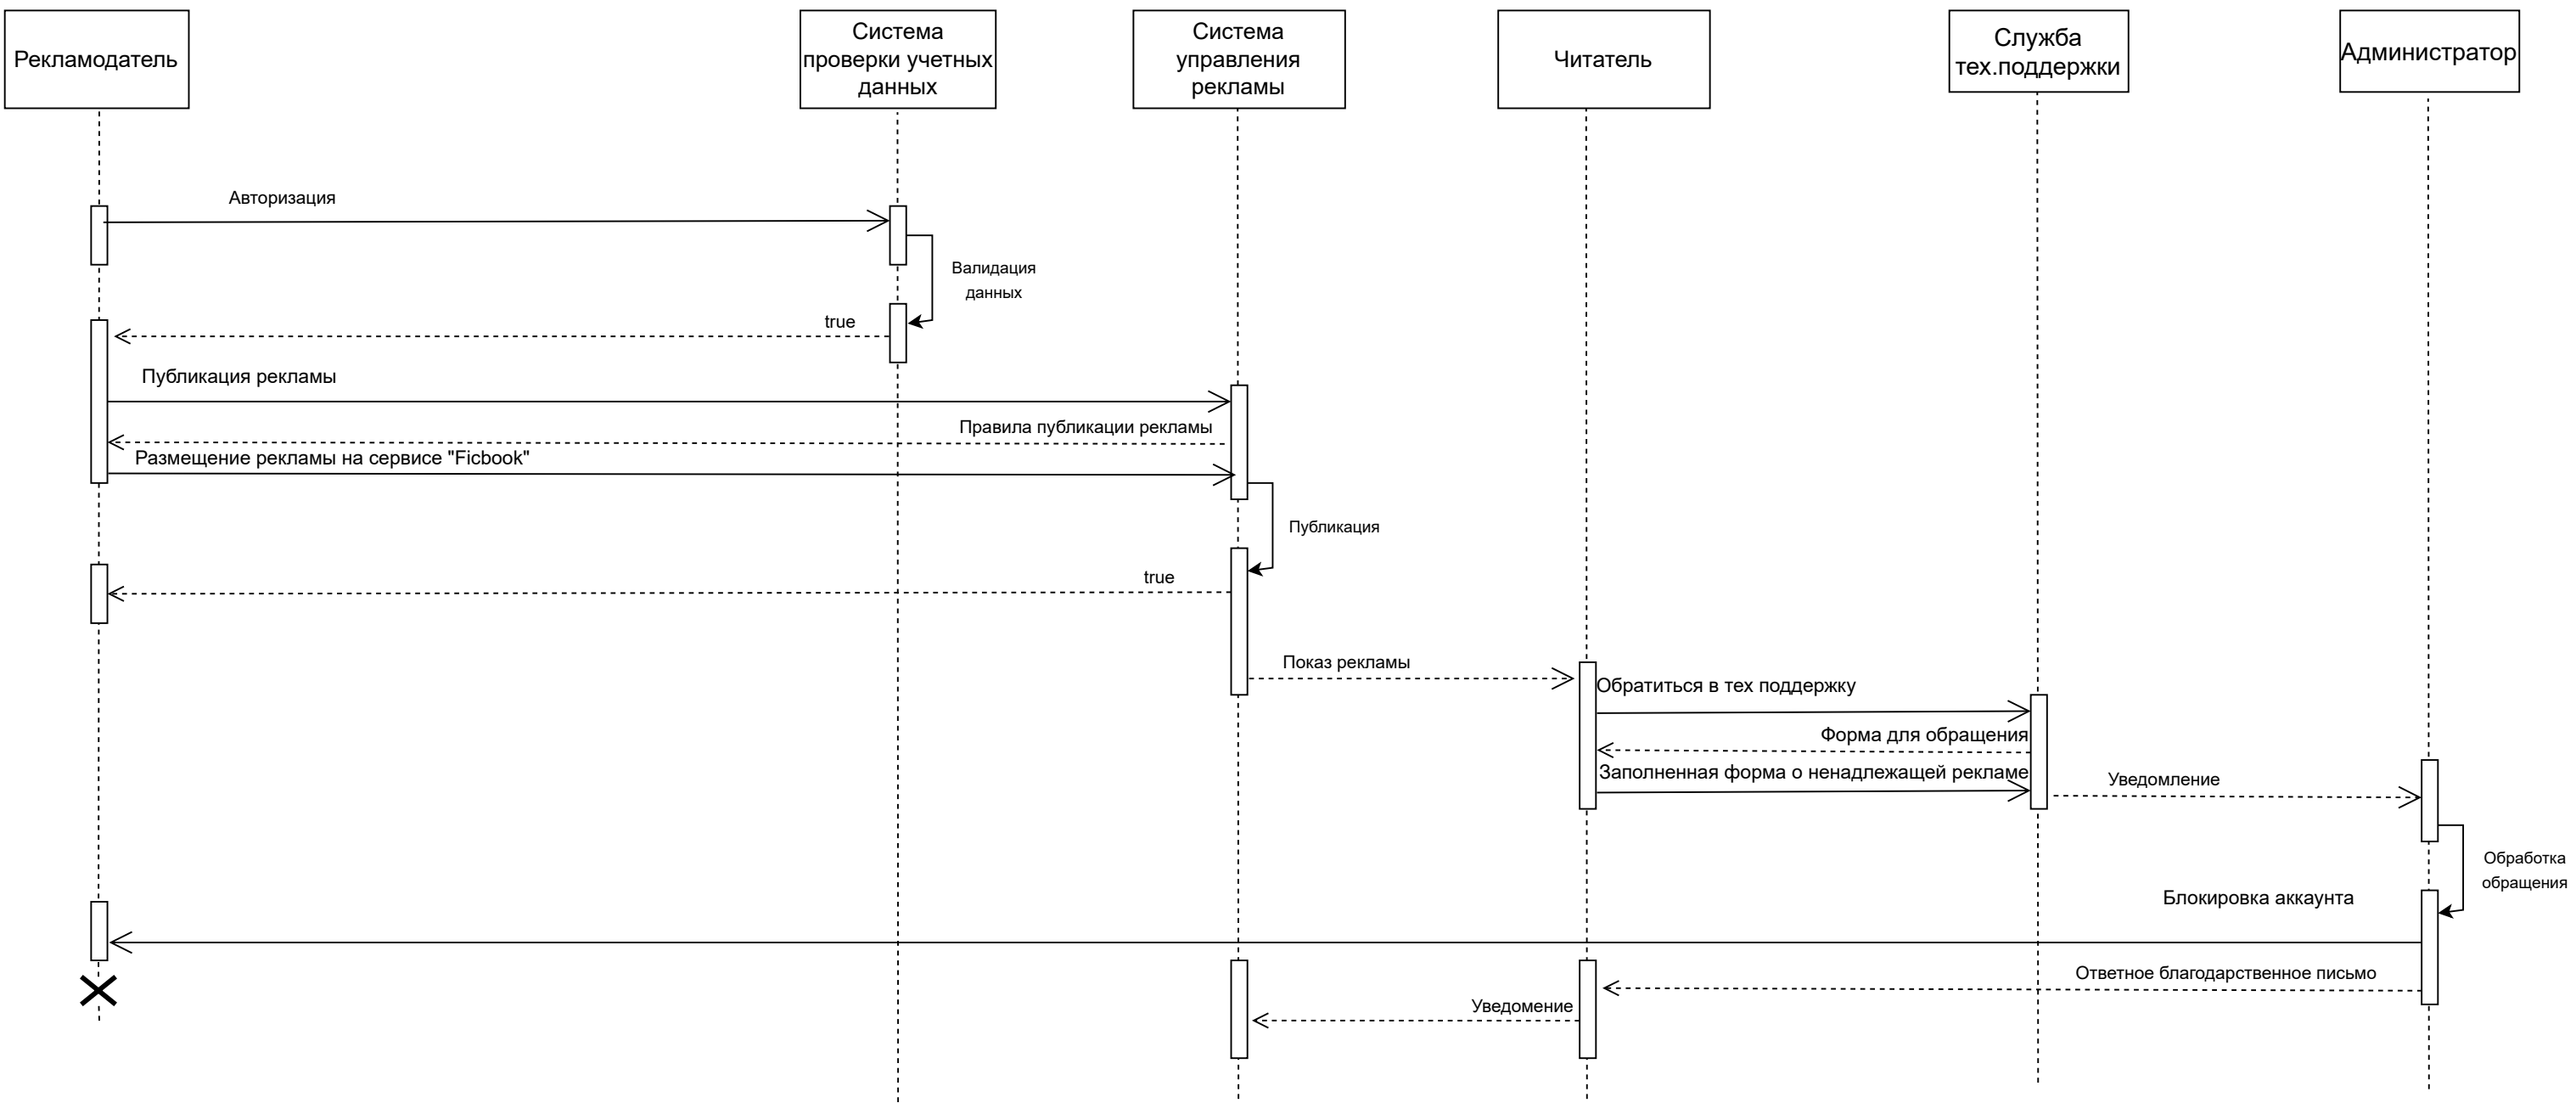 Рекламодатель
Система
проверки учетных
данных
Система
управления
рекламы
Читатель
Служба
тех.поддержки
Администратор
Авторизация
Валидация
данных
true
Публикация рекламы
Правила публикации рекламы
Размещение рекламы на сервисе "Ficbook"
Публикация
true
Показ рекламы
Обратиться в тех поддержку
Форма для обращения
Заполненная форма о ненадлежащей рекламе
Уведомление
Обработка
обращения
Блокировка аккаунта
Ответное благодарственное письмо
Уведомение